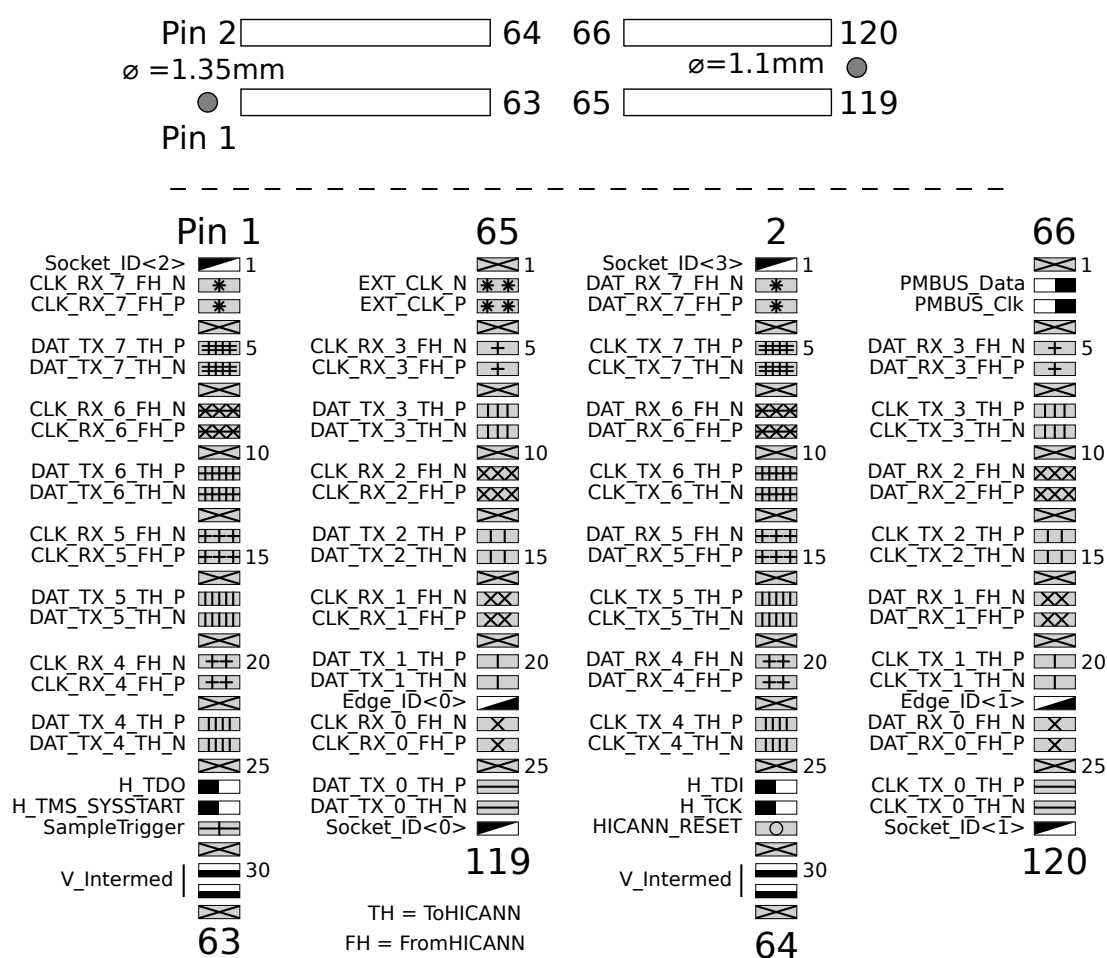 Pin 2 64 66 120
⌀ =1.35mm ⌀=1.1mm
63 65 119
Pin 1
Pin 1
Socket_ID<2> 1
CLK_RX_7_FH_N
CLK_RX_7_FH_P
DAT_TX_7_TH_P 5
DAT_TX_7_TH_N
CLK_RX_6_FH_N
CLK_RX_6_FH_P
10
DAT_TX_6_TH_P
DAT_TX_6_TH_N
CLK_RX_5_FH_N
CLK_RX_5_FH_P 15
DAT_TX_5_TH_P
DAT_TX_5_TH_N
CLK_RX_4_FH_N 20
CLK_RX_4_FH_P
DAT_TX_4_TH_P
DAT_TX_4_TH_N
25
H_TDO
H_TMS_SYSSTART
SampleTrigger
30
V_Intermed
63
65
1
EXT_CLK_N
EXT_CLK_P
CLK_RX_3_FH_N 5
CLK_RX_3_FH_P
DAT_TX_3_TH_P
DAT_TX_3_TH_N
10
CLK_RX_2_FH_N
CLK_RX_2_FH_P
DAT_TX_2_TH_P
DAT_TX_2_TH_N 15
CLK_RX_1_FH_N
CLK_RX_1_FH_P
DAT_TX_1_TH_P 20
DAT_TX_1_TH_N
Edge_ID<0>
CLK_RX_0_FH_N
CLK_RX_0_FH_P
25
DAT_TX_0_TH_P
DAT_TX_0_TH_N
Socket_ID<0>
119
TH = ToHICANN
FH = FromHICANN
2
Socket_ID<3> 1
DAT_RX_7_FH_N
DAT_RX_7_FH_P
CLK_TX_7_TH_P 5
CLK_TX_7_TH_N
DAT_RX_6_FH_N
DAT_RX_6_FH_P
10
CLK_TX_6_TH_P
CLK_TX_6_TH_N
DAT_RX_5_FH_N
DAT_RX_5_FH_P 15
CLK_TX_5_TH_P
CLK_TX_5_TH_N
DAT_RX_4_FH_N 20
DAT_RX_4_FH_P
CLK_TX_4_TH_P
CLK_TX_4_TH_N
25
H_TDI
H_TCK
HICANN_RESET
30
V_Intermed
64
66
1
PMBUS_Data
PMBUS_Clk
DAT_RX_3_FH_N 5
DAT_RX_3_FH_P
CLK_TX_3_TH_P
CLK_TX_3_TH_N
10
DAT_RX_2_FH_N
DAT_RX_2_FH_P
CLK_TX_2_TH_P
CLK_TX_2_TH_N 15
DAT_RX_1_FH_N
DAT_RX_1_FH_P
CLK_TX_1_TH_P 20
CLK_TX_1_TH_N
Edge_ID<1>
DAT_RX_0_FH_N
DAT_RX_0_FH_P
25
CLK_TX_0_TH_P
CLK_TX_0_TH_N
Socket_ID<1>
120